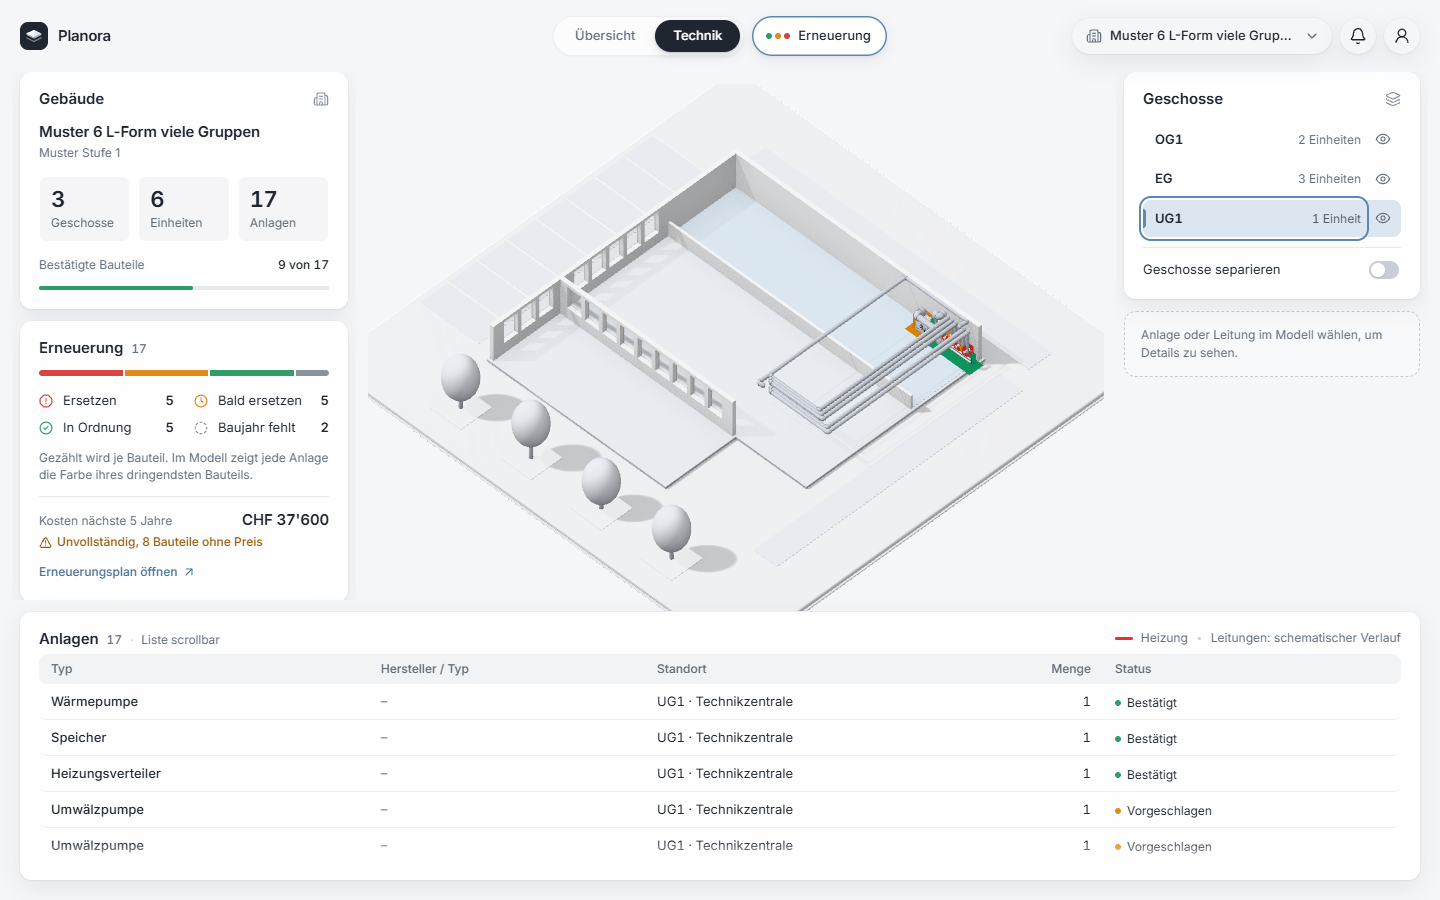 Planora
Übersicht
Technik
Erneuerung
Muster 6 L-Form viele Grup...
Gebäude
Muster 6 L-Form viele Gruppen
Muster Stufe 1
3
Geschosse
6
Einheiten
17
Anlagen
Bestätigte Bauteile 9 von 17
Erneuerung 17
Ersetzen 5 Bald ersetzen 5
In Ordnung 5 Baujahr fehlt 2
Gezählt wird je Bauteil. Im Modell zeigt jede Anlage
die Farbe ihres dringendsten Bauteils.
Kosten nächste 5 Jahre CHF 37'600
Unvollständig, 8 Bauteile ohne Preis
Erneuerungsplan öffnen
Geschosse
OG1 2 Einheiten
EG 3 Einheiten
UG1 1 Einheit
Geschosse separieren
Anlage oder Leitung im Modell wählen, um
Details zu sehen.
Anlagen 17 · Liste scrollbar
Heizung · Leitungen: schematischer Verlauf
Typ Hersteller / Typ Standort Menge Status
Wärmepumpe – UG1 · Technikzentrale 1 Bestätigt
Speicher – UG1 · Technikzentrale 1 Bestätigt
Heizungsverteiler – UG1 · Technikzentrale 1 Bestätigt
Umwälzpumpe – UG1 · Technikzentrale 1 Vorgeschlagen
Umwälzpumpe – UG1 · Technikzentrale 1 Vorgeschlagen